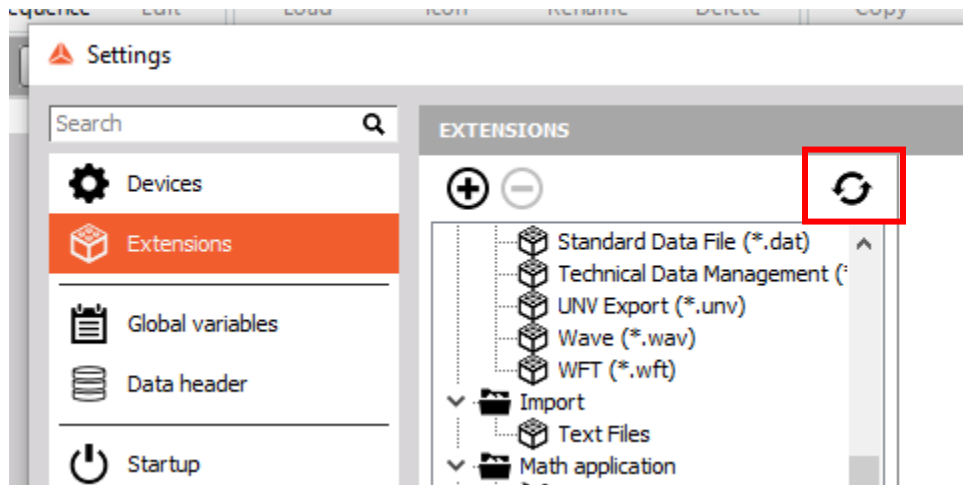 Settings
Search
EXTENSIONS
Devices
Extensions
Global variables
Data header
Startup
Standard Data File (*.dat)
Technical Data Management (
UNV Export (*.unv)
Wave (*.wav)
WFT (*.wft)
Import
Text Files
Math application